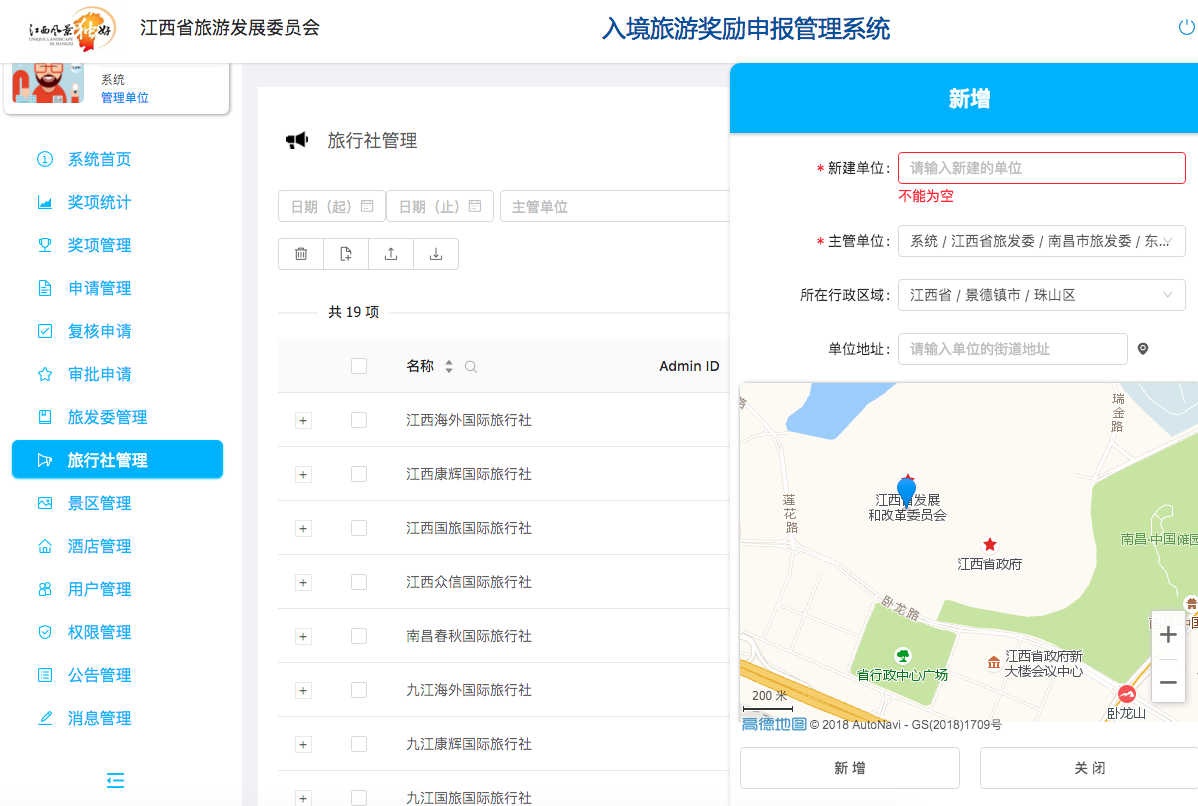 江西风景独好
UNIQUE LANDSCAPE
IN JIANGXI
江西省旅游发展委员会
入境旅游奖励申报管理系统
系统
管理单位
系统首页
奖项统计
奖项管理
申请管理
复核申请
审批申请
旅发委管理
旅行社管理
景区管理
酒店管理
用户管理
权限管理
公告管理
消息管理
旅行社管理
日期（起）
日期（止）
主管单位
共 19 项
名称
Admin ID
江西海外国际旅行社
江西康辉国际旅行社
江西国旅国际旅行社
江西众信国际旅行社
南昌春秋国际旅行社
九江海外国际旅行社
九江康辉国际旅行社
九江国旅国际旅行社
新增
* 新建单位：
请输入新建的单位
不能为空
* 主管单位：
系统 / 江西省旅发委 / 南昌市旅发委 / 东...
所在行政区域：
江西省 / 景德镇市 / 珠山区
单位地址：
请输入单位的街道地址
路
瑞金路
莲花路
江西省发展
和改革委员会
江西省政府
南昌·中国傩园
卧龙路
江西省政府新
大楼会议中心
省行政中心广场
卧龙山
200 米
高德地图 © 2018 AutoNavi - GS(2018)1709号
新 增
关 闭